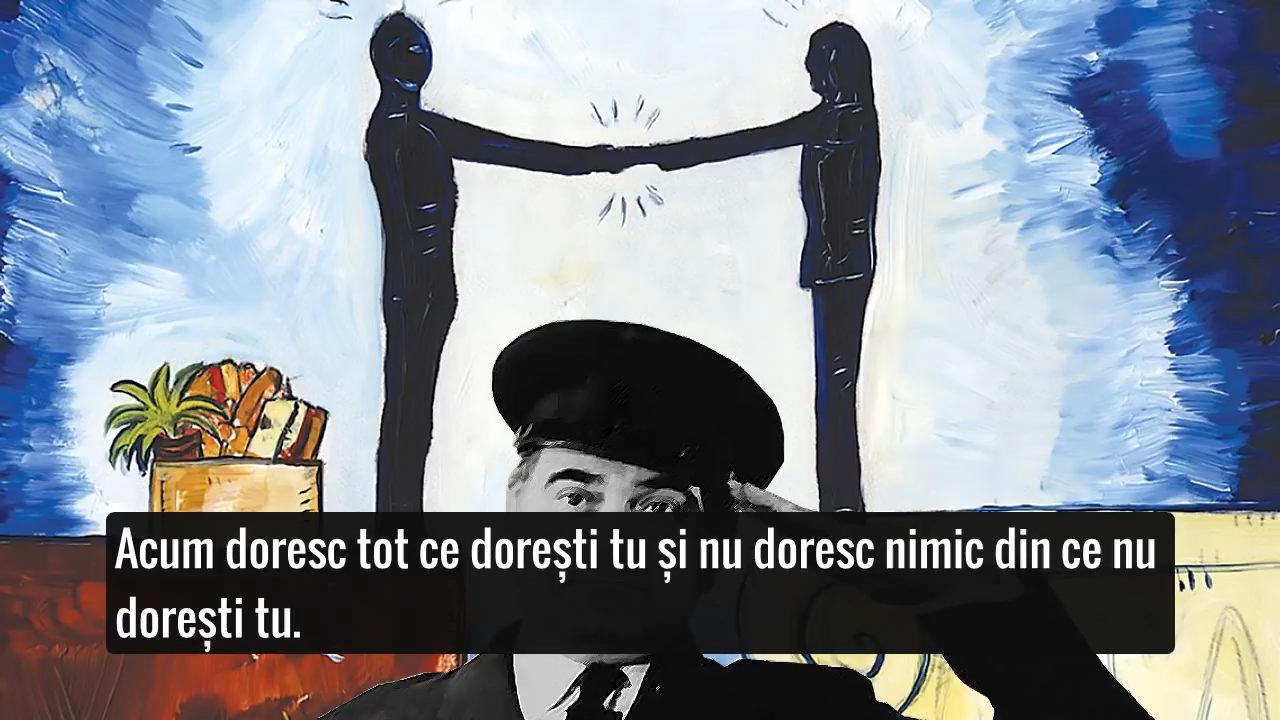 Acum doresc tot ce dorești tu și nu doresc nimic din ce nu
dorești tu.